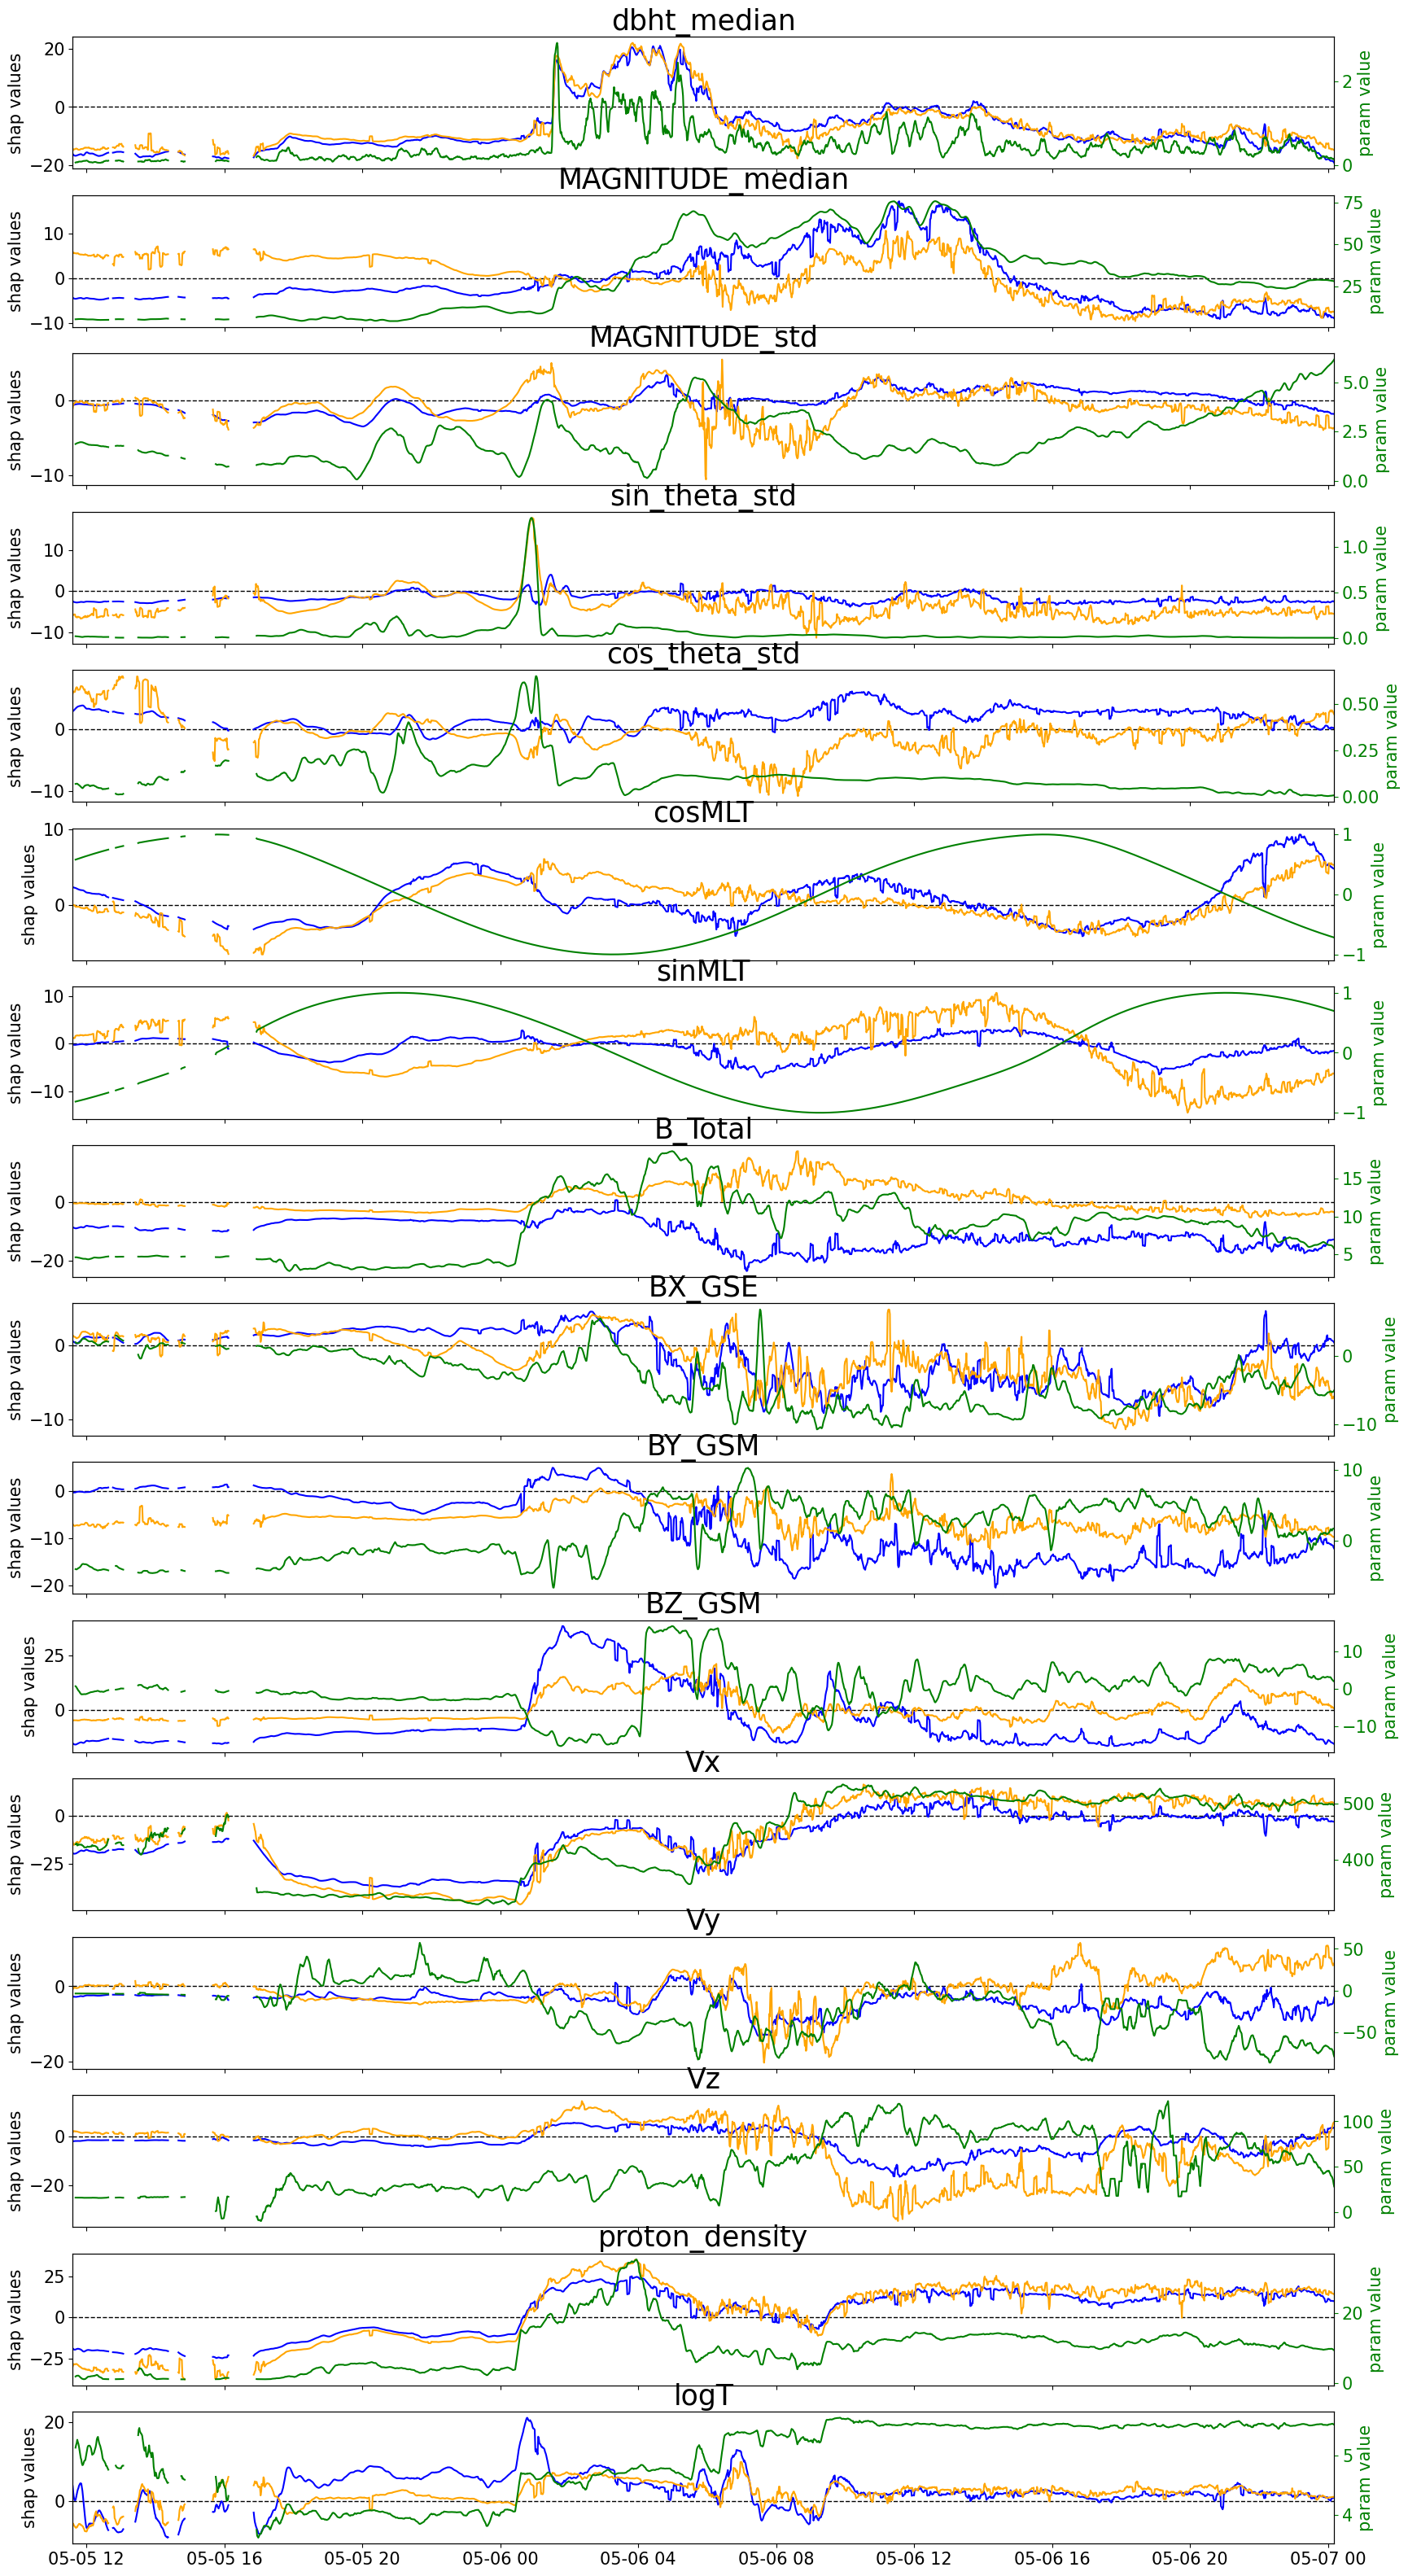 dbht_median
20
0
−20
shap values
2
0
param value
MAGNITUDE_median
10
0
−10
shap values
75
50
25
param value
MAGNITUDE_std
0
−10
shap values
5.0
2.5
0.0
param value
sin_theta_std
10
0
−10
shap values
1.0
0.5
0.0
param value
cos_theta_std
0
−10
shap values
0.50
0.25
0.00
param value
cosMLT
10
0
shap values
1
0
−1
param value
sinMLT
10
0
−10
shap values
1
0
−1
param value
B_Total
0
−20
shap values
15
10
5
param value
BX_GSE
0
−10
shap values
0
−10
param value
BY_GSM
0
−10
−20
shap values
10
0
param value
BZ_GSM
25
0
shap values
10
0
−10
param value
Vx
0
−25
shap values
500
400
param value
Vy
0
−20
shap values
50
0
−50
param value
Vz
0
−20
shap values
100
50
0
param value
proton_density
25
0
−25
shap values
20
0
param value
logT
20
0
shap values
5
4
param value
05-05 12 05-05 16 05-05 20 05-06 00 05-06 04 05-06 08 05-06 12 05-06 16 05-06 20 05-07 00